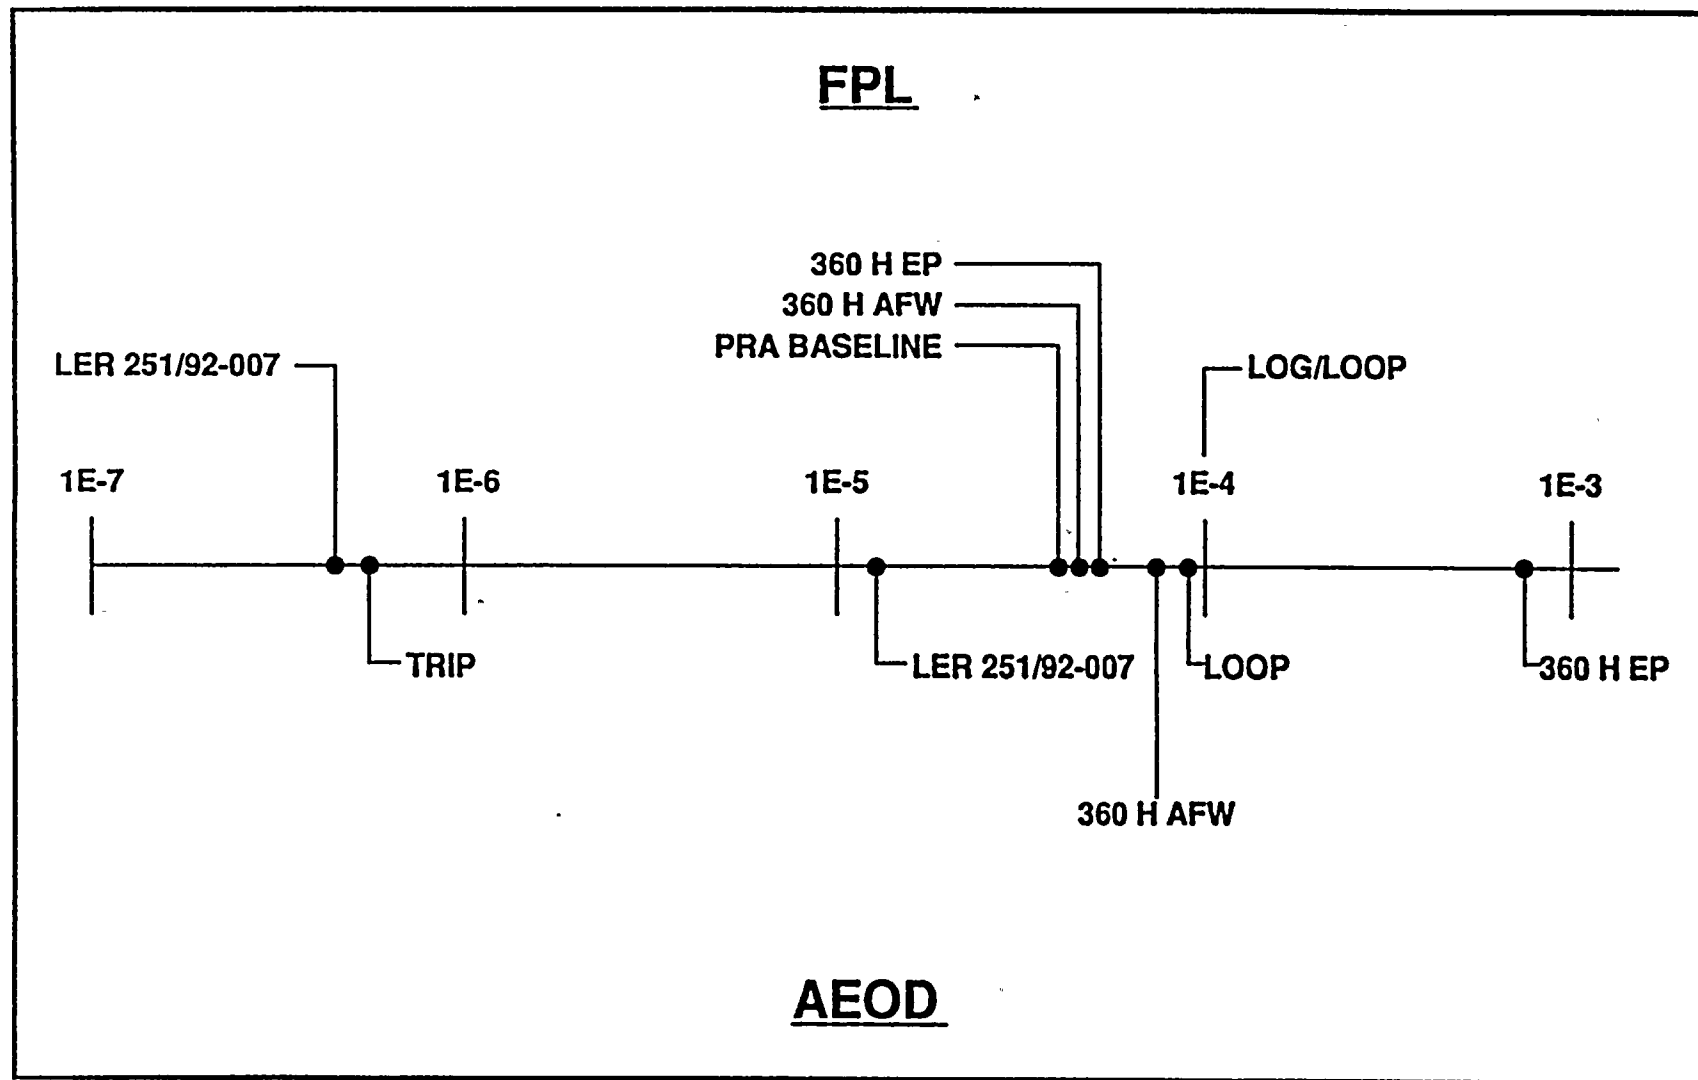 FPL
360 H EP
360 H AFW
PRA BASELINE
LER 251/92-007
LOG/LOOP
1E-7
1E-6
1E-5
1E-4
1E-3
TRIP
LER 251/92-007
LOOP
360 H EP
360 H AFW
AEOD